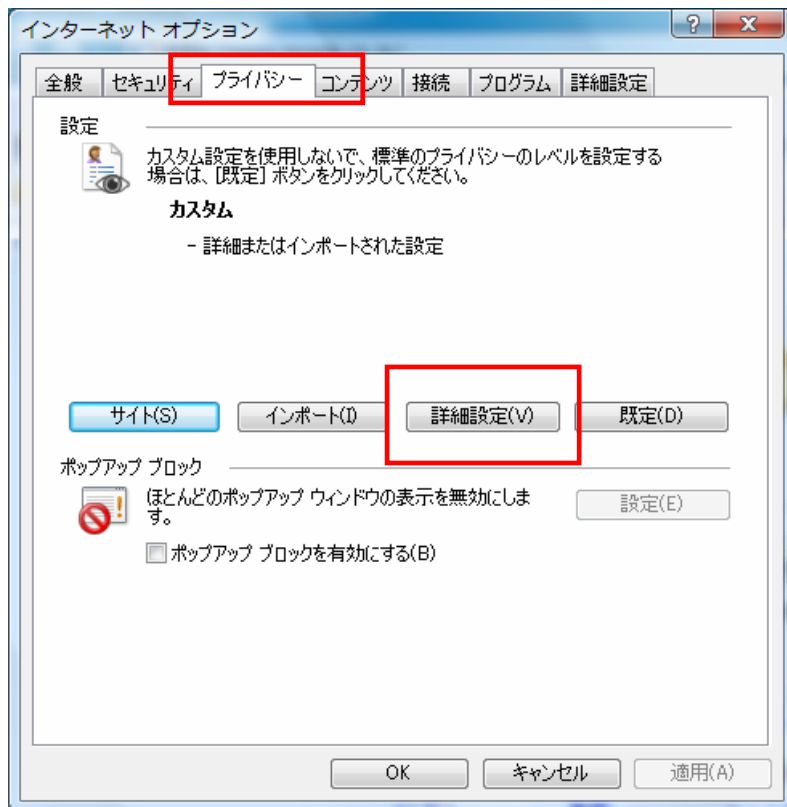 インターネット オプション
全般 セキュリティ プライバシー コンテンツ 接続 プログラム 詳細設定
設定
カスタム設定を使用しないで、標準のプライバシーのレベルを設定する
場合は、[既定] ボタンをクリックしてください。
カスタム
- 詳細またはインポートされた設定
サイト(S) インポート(I) 詳細設定(V) 既定(D)
ポップアップ ブロック
ほとんどのポップアップ ウィンドウの表示を無効にしま
す。
設定(E)
ポップアップ ブロックを有効にする(B)
OK キャンセル 適用(A)